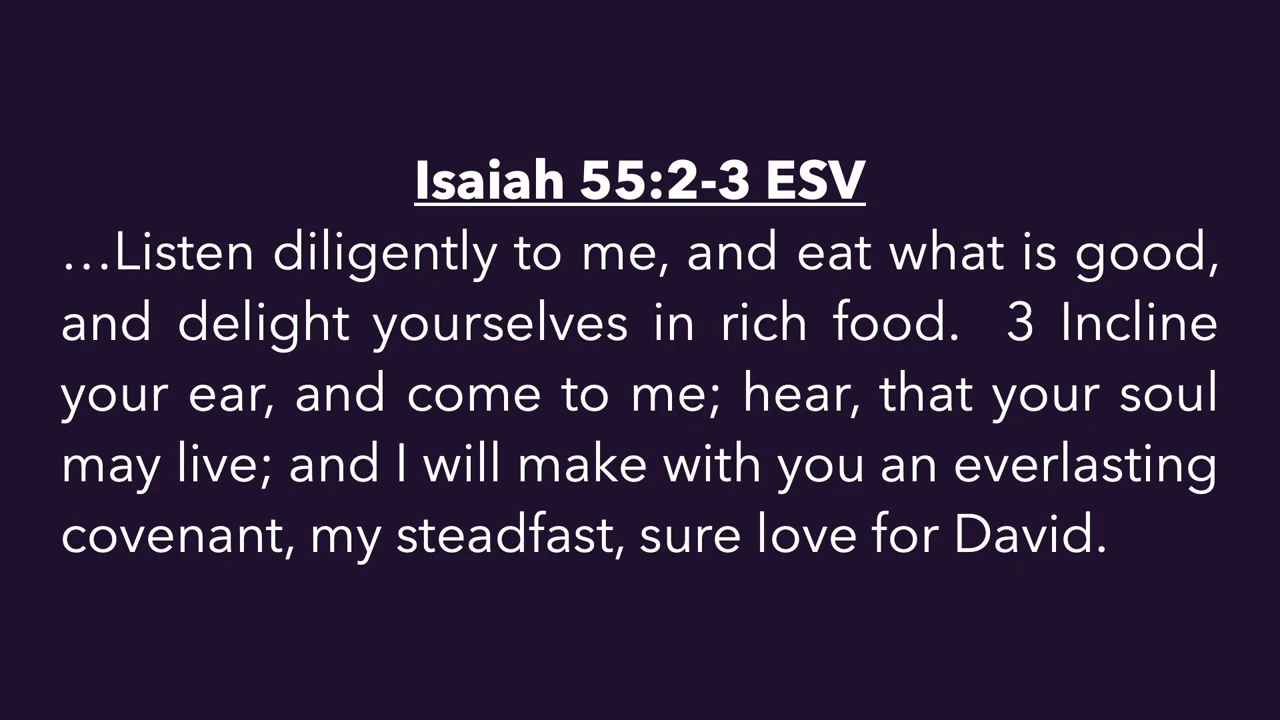 Isaiah 55:2-3 ESV
…Listen diligently to me, and eat what is good,
and delight yourselves in rich food.  3 Incline
your ear, and come to me; hear, that your soul
may live; and I will make with you an everlasting
covenant, my steadfast, sure love for David.